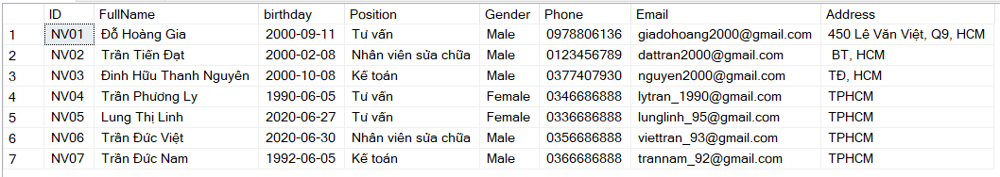 ID FullName birthday Position Gender Phone Email Address
1 NV01 Đỗ Hoàng Gia 2000-09-11 Tư vấn Male 0978806136 giadohoang2000@gmail.com 450 Lê Văn Việt, Q9, HCM
2 NV02 Trần Tiến Đạt 2000-02-08 Nhân viên sửa chữa Male 0123456789 dattran2000@gmail.com BT, HCM
3 NV03 Đinh Hữu Thanh Nguyên 2000-10-08 Kế toán Male 0377407930 nguyen2000@gmail.com TĐ, HCM
4 NV04 Trần Phượng Ly 1990-06-05 Tư vấn Female 0346686888 lytran_1990@gmail.com TPHCM
5 NV05 Lung Thị Linh 2020-06-27 Tư vấn Female 0336686888 lunglinh_95@gmail.com TPHCM
6 NV06 Trần Đức Việt 2020-06-30 Nhân viên sửa chữa Male 0356686888 viettran_93@gmail.com TPHCM
7 NV07 Trần Đức Nam 1992-06-05 Kế toán Male 0366686888 trannam_92@gmail.com TPHCM